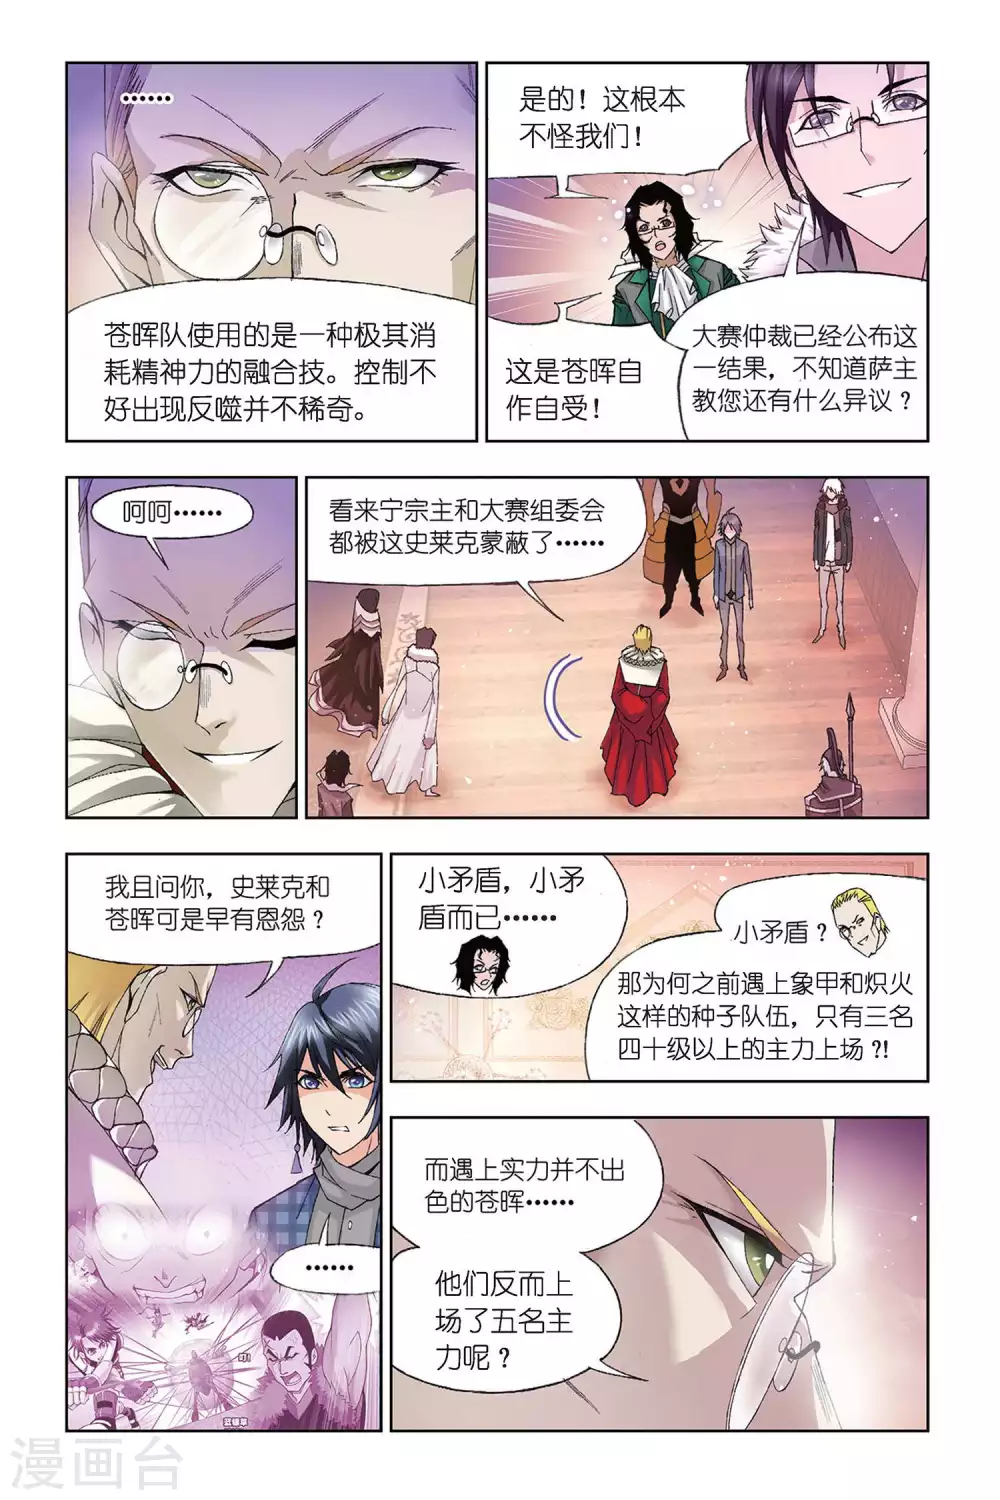 ……
苍晖队使用的是一种极其消
耗精神力的融合技。控制不
好出现反噬并不稀奇。
是的！这根本
不怪我们！
这是苍晖自
作自受！
大赛仲裁已经公布这
一结果，不知道萨主
教您还有什么异议？
呵呵……
看来宁宗主和大赛组委会
都被这史莱克蒙蔽了……
我且问你，史莱克和
苍晖可是早有恩怨？
……
叨！
蓝银草
小矛盾，小矛
盾而已……
小矛盾？
那为何之前遇上象甲和炽火
这样的种子队伍，只有三名
四十级以上的主力上场?!
而遇上实力并不出
色的苍晖……
他们反而上
场了五名主
力呢？
漫画台